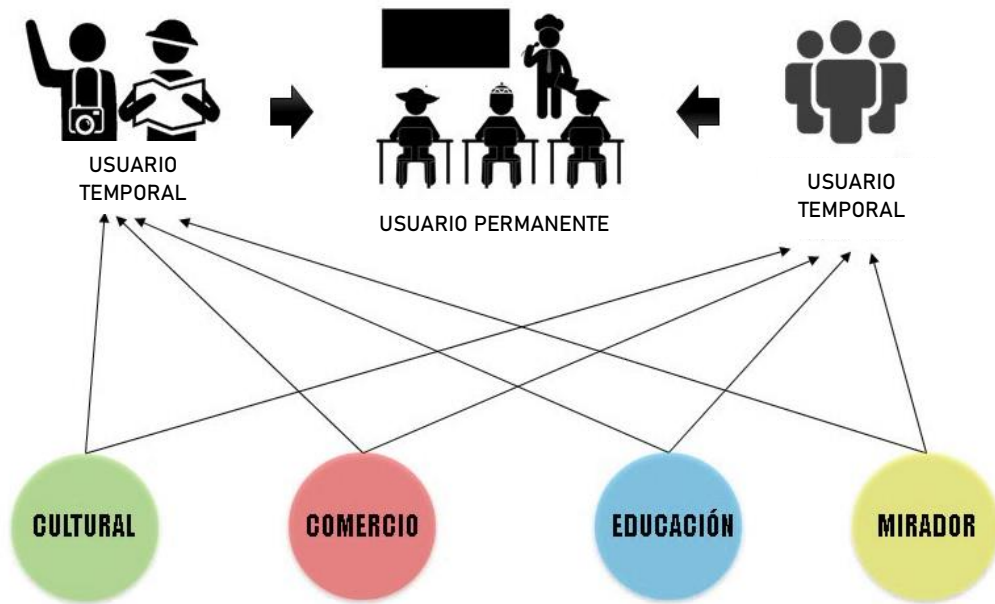 USUARIO
TEMPORAL
USUARIO PERMANENTE
USUARIO
TEMPORAL
CULTURAL
COMERCIO
EDUCACIÓN
MIRADOR